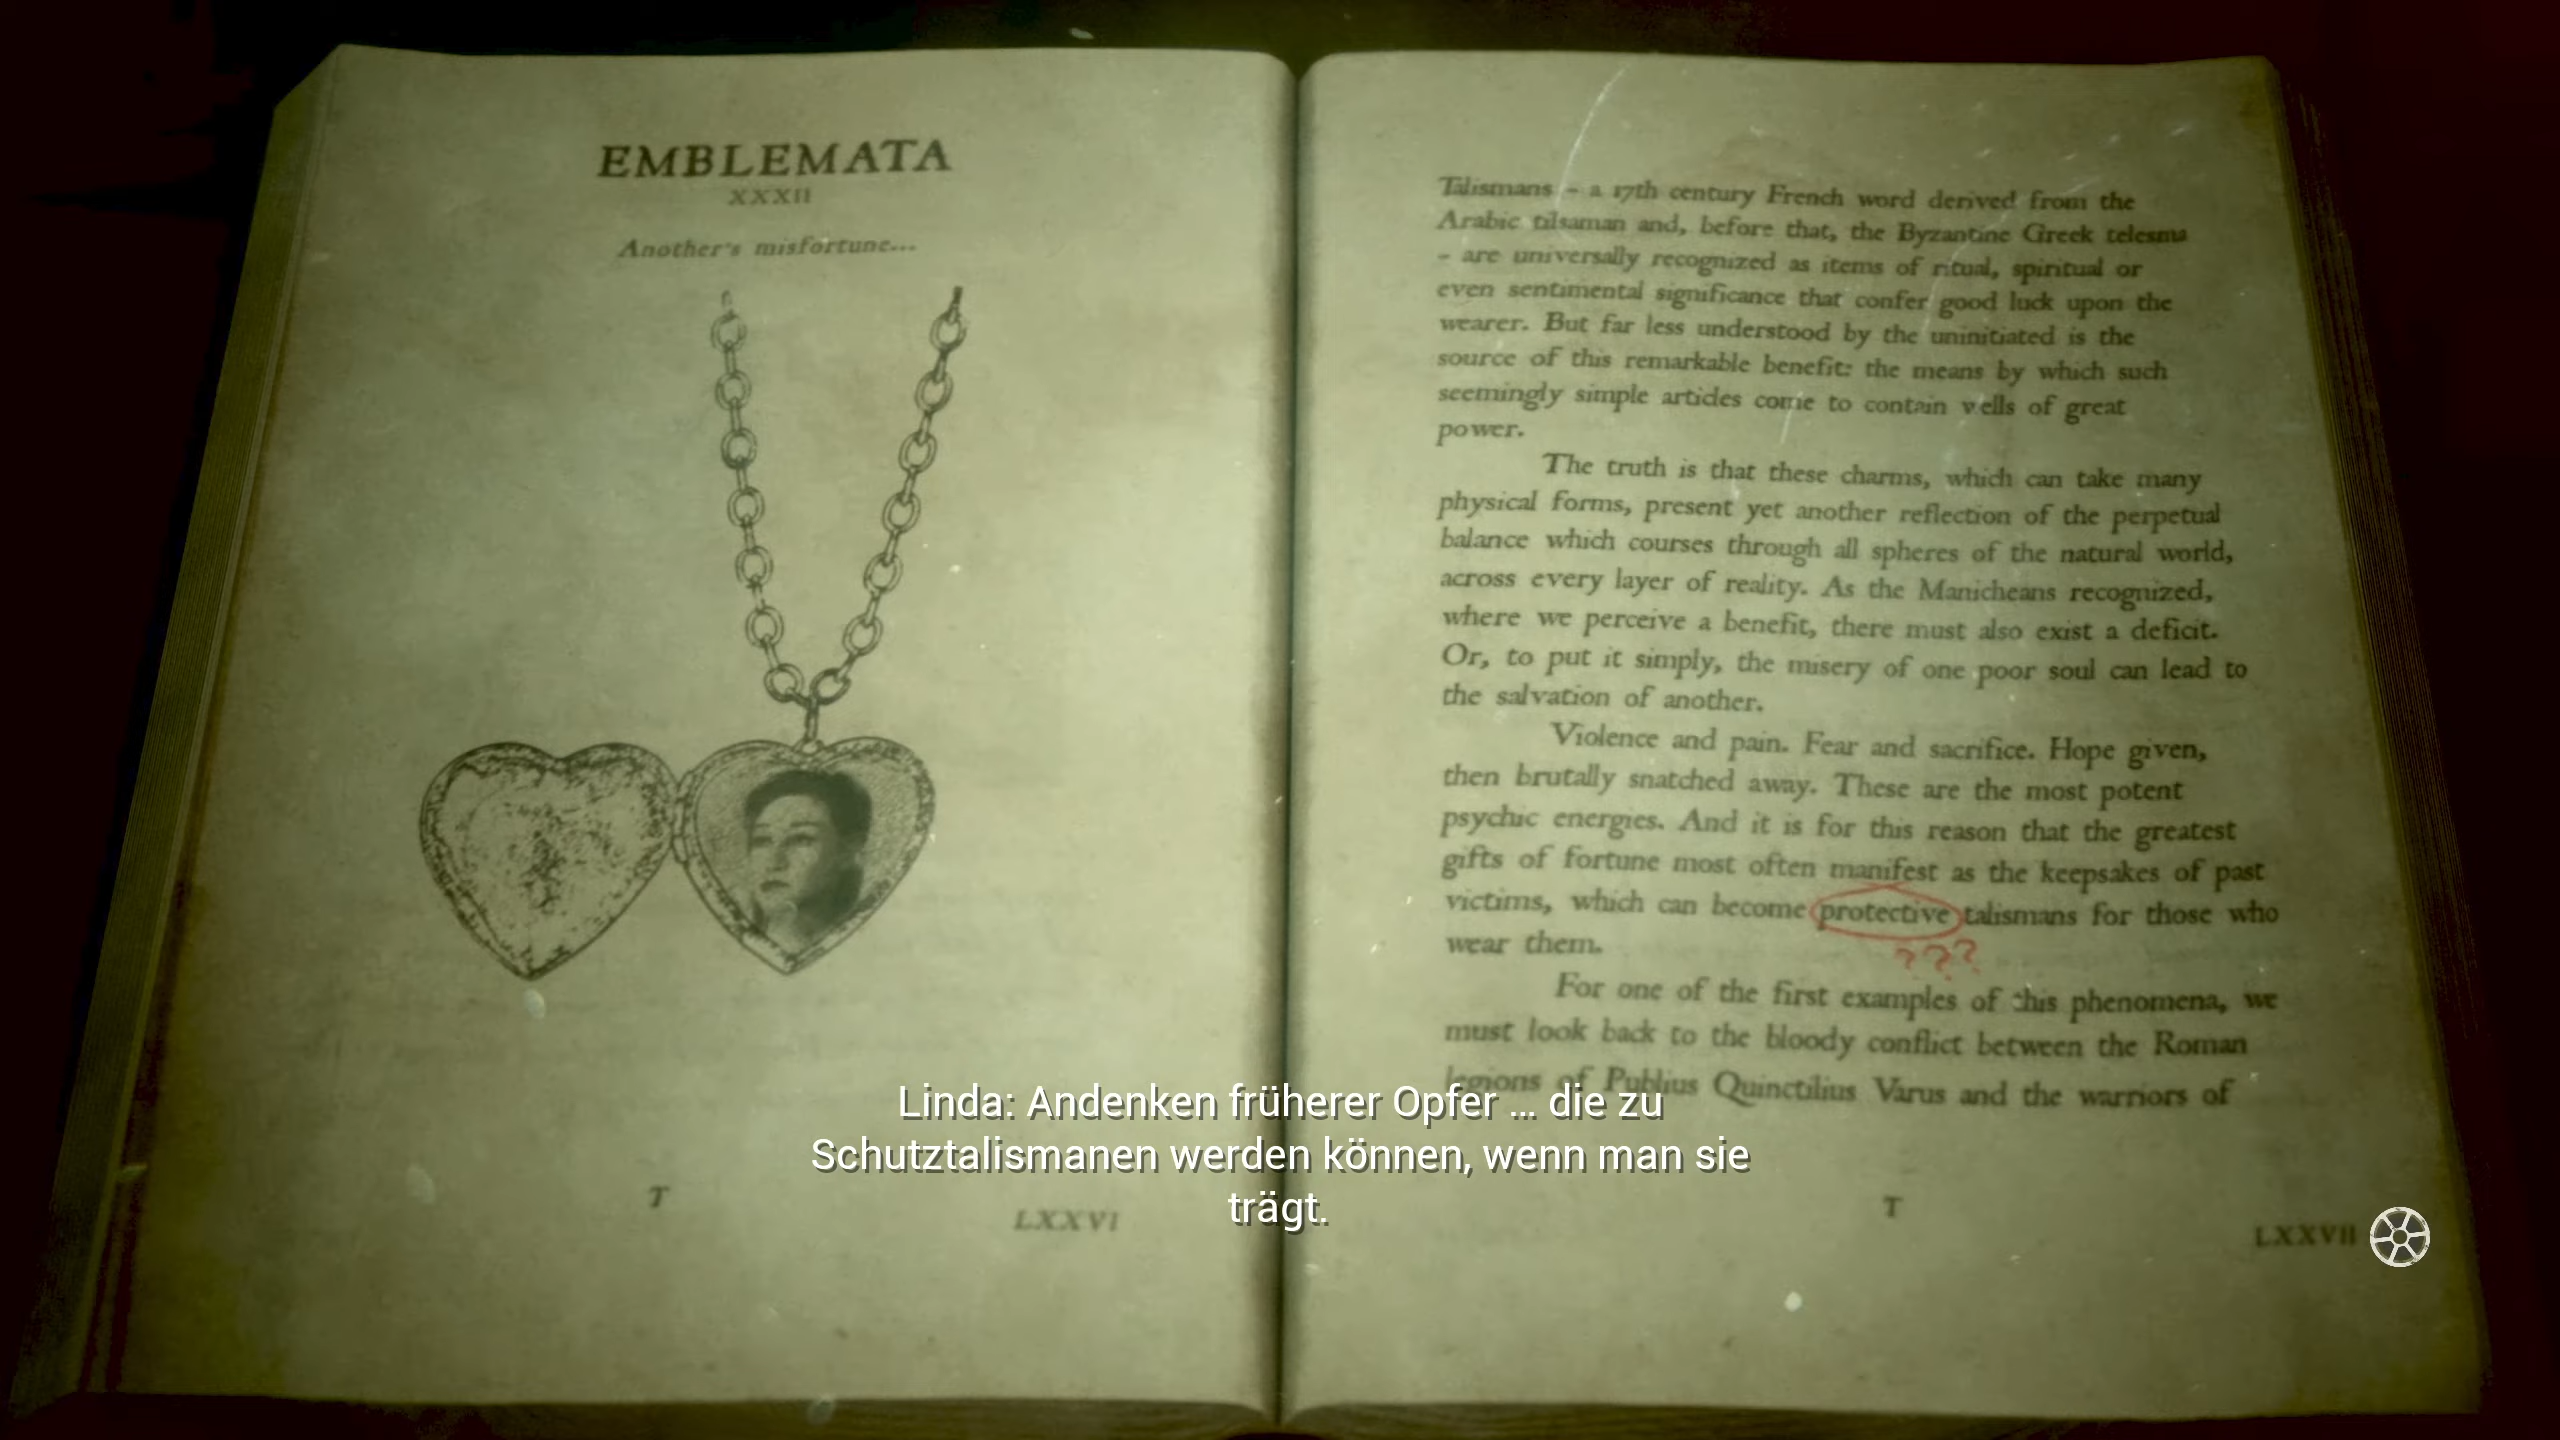 EMBLEMATA
XXXII
Another's misfortune...
T
LXXVI
Talismans - a 17th century French word derived from the
Arabic tilsaman and, before that, the Byzantine Greek telesma
- are universally recognized as items of ritual, spiritual or
even sentimental significance that confer good luck upon the
wearer. But far less understood by the uninitiated is the
source of this remarkable benefit: the means by which such
seemingly simple articles come to contain wells of great
power.
The truth is that these charms, which can take many
physical forms, present yet another reflection of the perpetual
balance which courses through all spheres of the natural world,
across every layer of reality. As the Manicheans recognized,
where we perceive a benefit, there must also exist a deficit.
Or, to put it simply, the misery of one poor soul can lead to
the salvation of another.
Violence and pain. Fear and sacrifice. Hope given,
then brutally snatched away. These are the most potent
psychic energies. And it is for this reason that the greatest
gifts of fortune most often manifest as the keepsakes of past
victims, which can become protective talismans for those who
wear them.
???
For one of the first examples of this phenomena, we
must look back to the bloody conflict between the Roman
legions of Publius Quinctilius Varus and the warriors of
T
LXXVII
Linda: Andenken früherer Opfer ... die zu
Schutztalismanen werden können, wenn man sie
trägt.